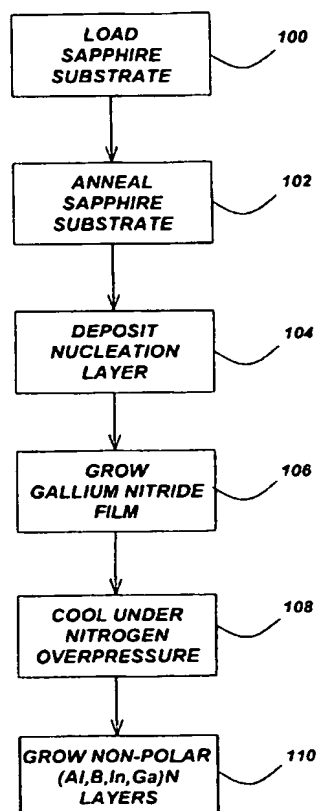 LOAD
SAPPHIRE
SUBSTRATE
100
ANNEAL
SAPPHIRE
SUBSTRATE
102
DEPOSIT
NUCLEATION
LAYER
104
GROW
GALLIUM NITRIDE
FILM
106
COOL UNDER
NITROGEN
OVERPRESSURE
108
GROW NON-POLAR
(Al,B,In,Ga)N
LAYERS
110